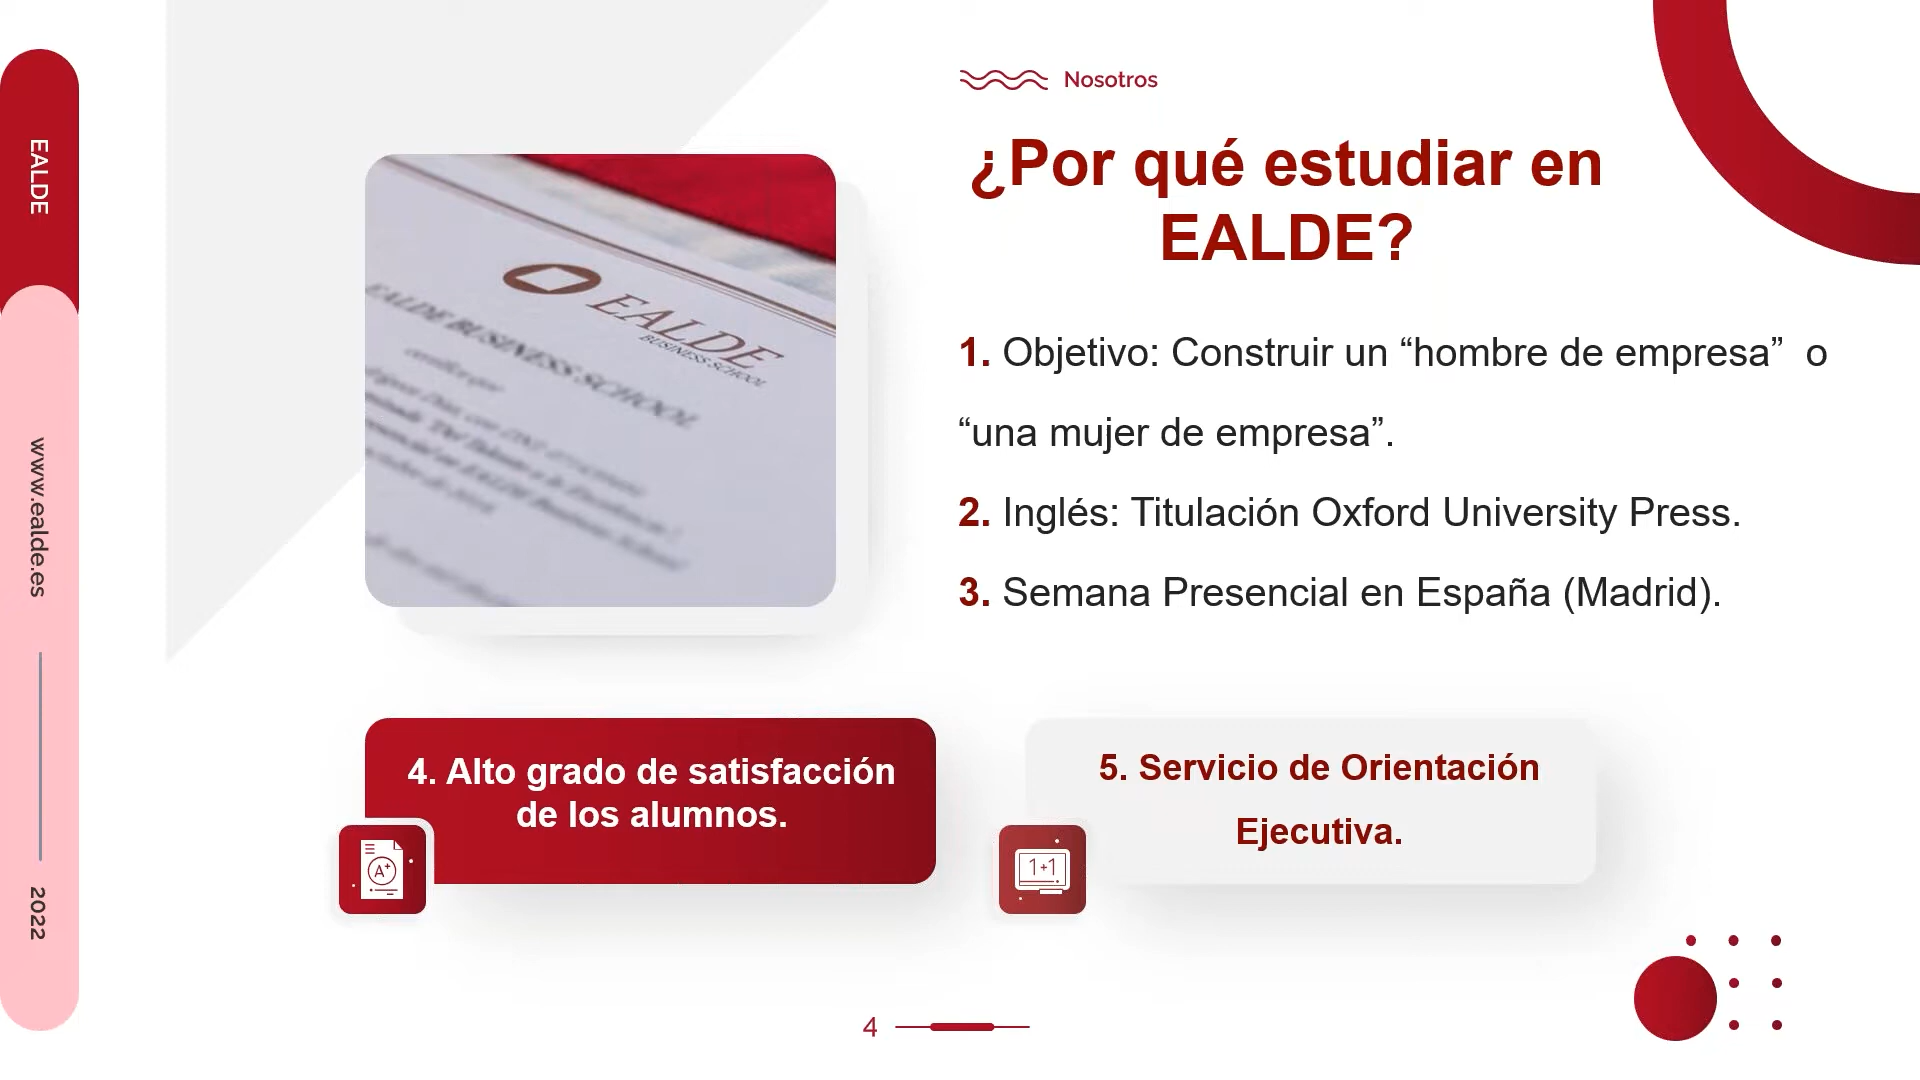 EALDE
www.ealde.es
2022
Nosotros
¿Por qué estudiar en
EALDE?
EALDE
BUSINESS SCHOOL
EALDE BUSINESS SCHOOL
certifica que
1. Objetivo: Construir un “hombre de empresa”  o
“una mujer de empresa”.
2. Inglés: Titulación Oxford University Press.
3. Semana Presencial en España (Madrid).
4. Alto grado de satisfacción
de los alumnos.
A+
5. Servicio de Orientación
Ejecutiva.
1+1
4